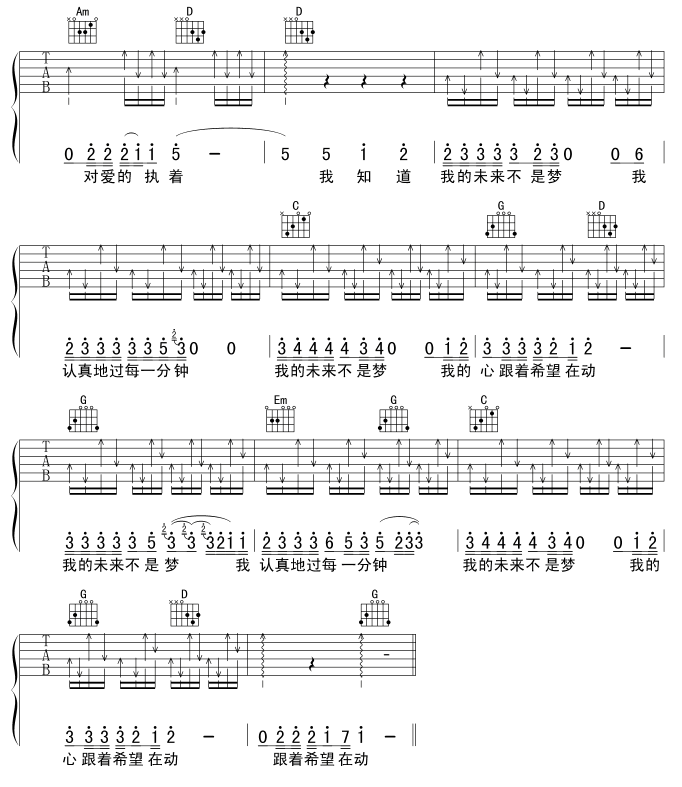 Am D D
T
A
B
0 2 2 2 1 1 5 － 5 5 1 2 2 3 3 3 3 2 3 0 0 6
对爱的 执着 我 知 道 我的未来不 是梦 我
C G D
T
A
B
2 3 3 3 3 3 5 3 0 0 3 4 4 4 4 3 4 0 0 1 2 3 3 3 3 2 1 2 －
认真地过每一分钟 我的未来不是梦 我的 心 跟着希望在动
G Em G C
T
A
B
3 3 3 3 3 5 3 3 3 2 1 1 2 3 3 3 6 5 3 5 2 3 3 3 4 4 4 4 3 4 0 0 1 2
我的未来不是 梦 我 认真地过每一分钟 我的未来不是梦 我的
G D G
T
A
B
3 3 3 3 2 1 2 － 0 2 2 2 1 7 1 －
心 跟着希望在动 跟着希望在动